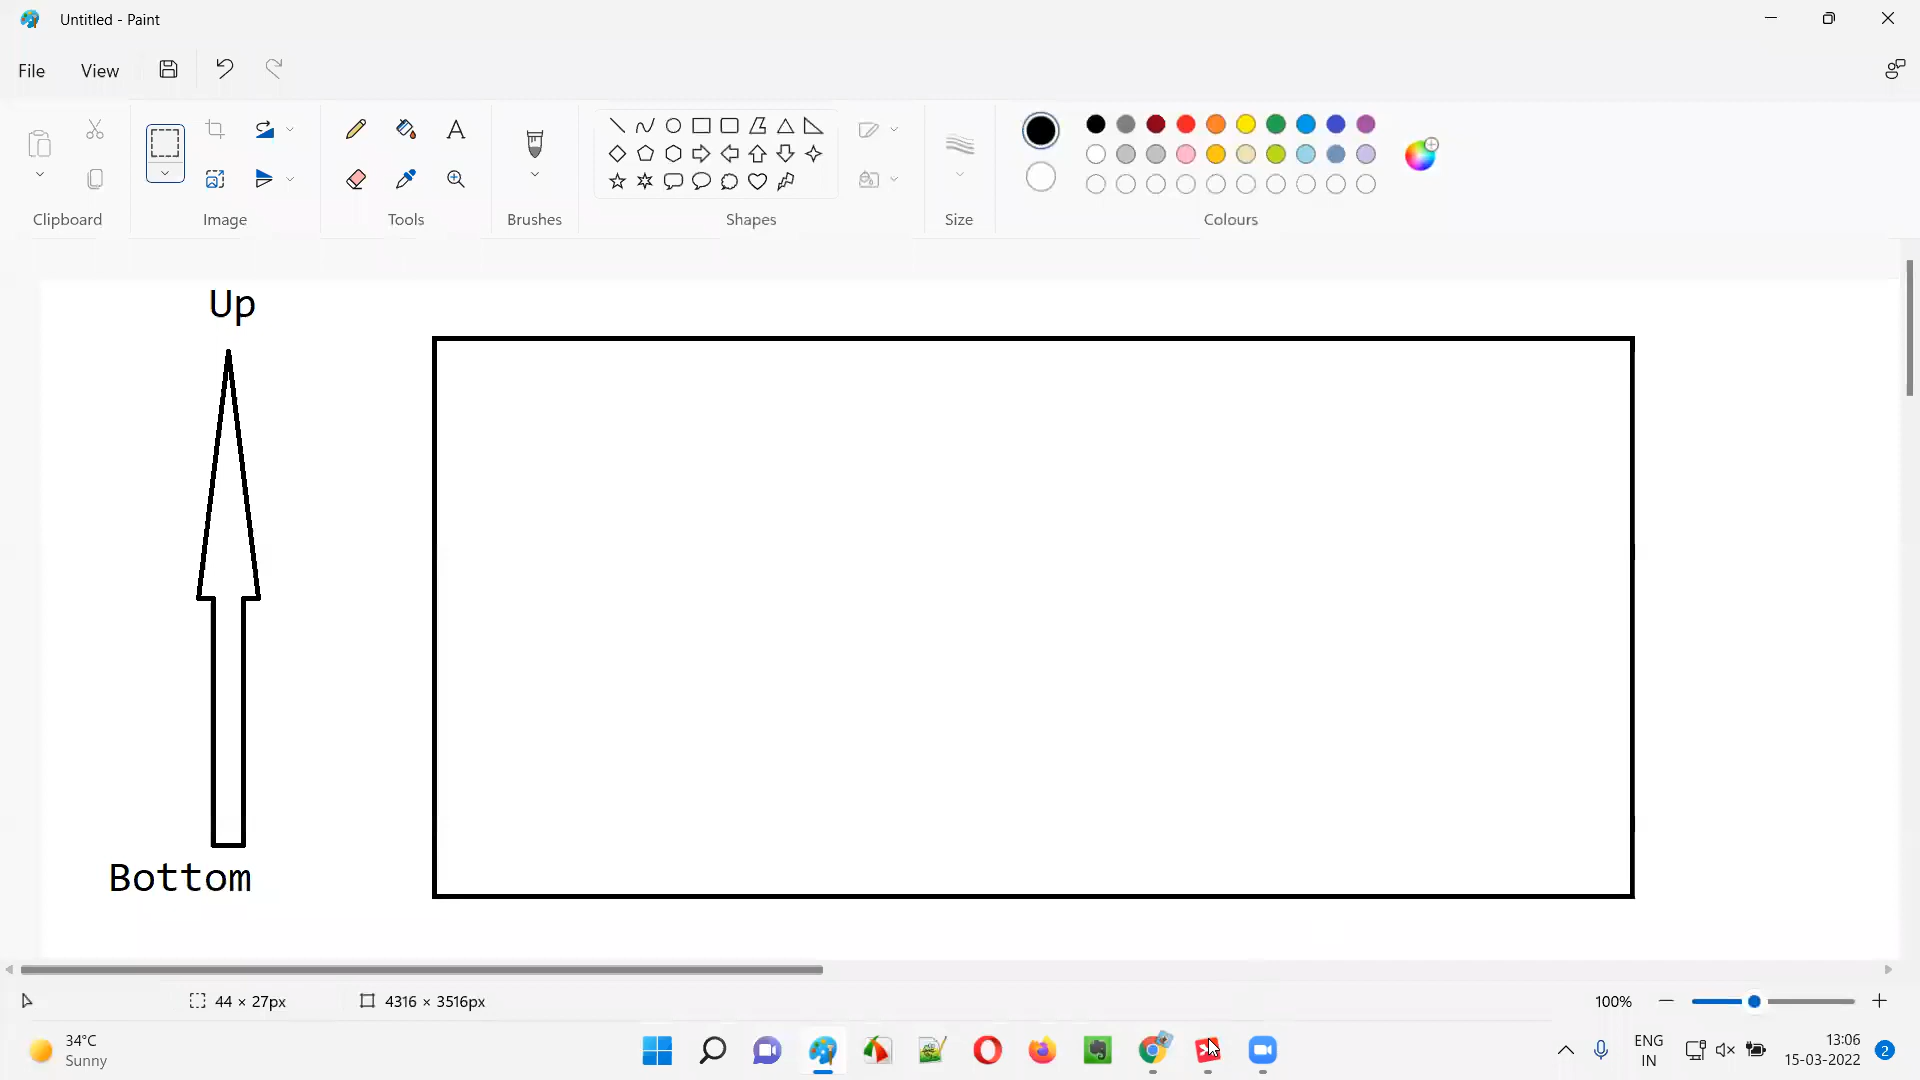 Untitled - Paint
File View
Clipboard Image Tools Brushes Shapes Size Colours
Up
Bottom
44 × 27px 4316 × 3516px 100%
34°C
Sunny
ENG
IN
13:06
15-03-2022
2